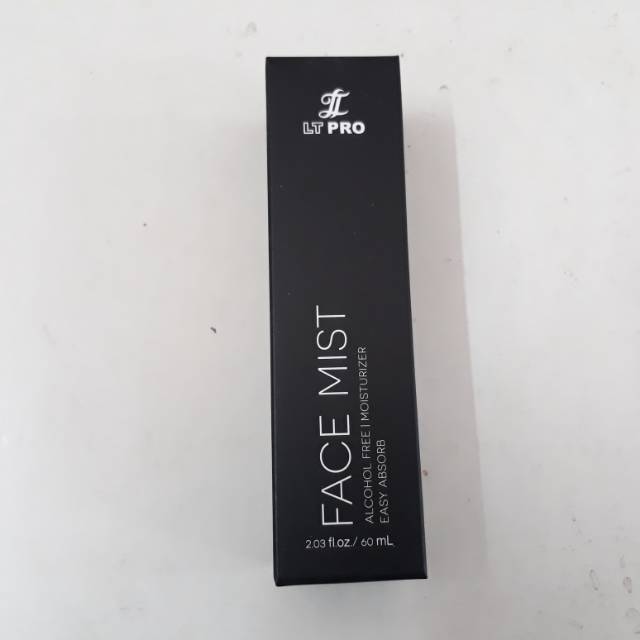 LT PRO
FACE MIST
ALCOHOL FREE | MOISTURIZER
EASY ABSORB
2.03 fl.oz./ 60 mL